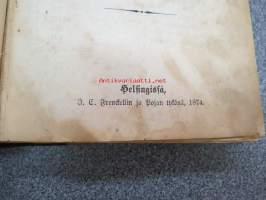 Antikvariaatti.net
Helsingissä,
J. C. Frenckellin ja Pojan tykönä, 1874.